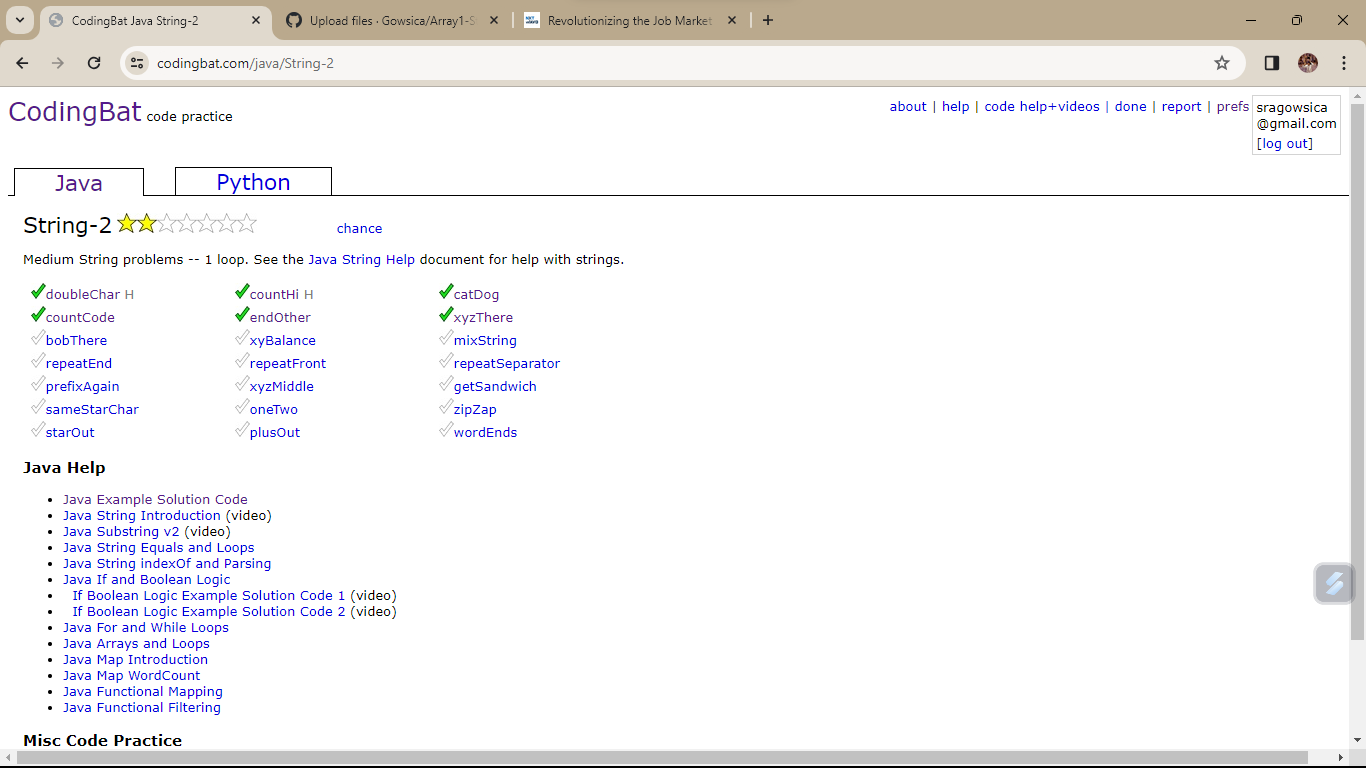 CodingBat Java String-2
Upload files · Gowsica/Array1-S
Revolutionizing the Job Market
codingbat.com/java/String-2
CodingBat code practice
about | help | code help+videos | done | report | prefs
sragowsica
@gmail.com
[log out]
Java Python
String-2 chance
Medium String problems -- 1 loop. See the Java String Help document for help with strings.
doubleChar H countHi H catDog
countCode endOther xyzThere
bobThere xyBalance mixString
repeatEnd repeatFront repeatSeparator
prefixAgain xyzMiddle getSandwich
sameStarChar oneTwo zipZap
starOut plusOut wordEnds
Java Help
• Java Example Solution Code
• Java String Introduction (video)
• Java Substring v2 (video)
• Java String Equals and Loops
• Java String indexOf and Parsing
• Java If and Boolean Logic
• If Boolean Logic Example Solution Code 1 (video)
• If Boolean Logic Example Solution Code 2 (video)
• Java For and While Loops
• Java Arrays and Loops
• Java Map Introduction
• Java Map WordCount
• Java Functional Mapping
• Java Functional Filtering
Misc Code Practice